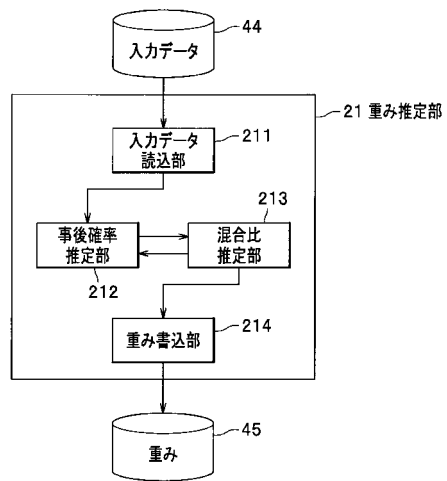 44
入力データ
21 重み推定部
入力データ
読込部
211
213
事後確率
推定部
混合比
推定部
212
重み書込部
214
45
重み